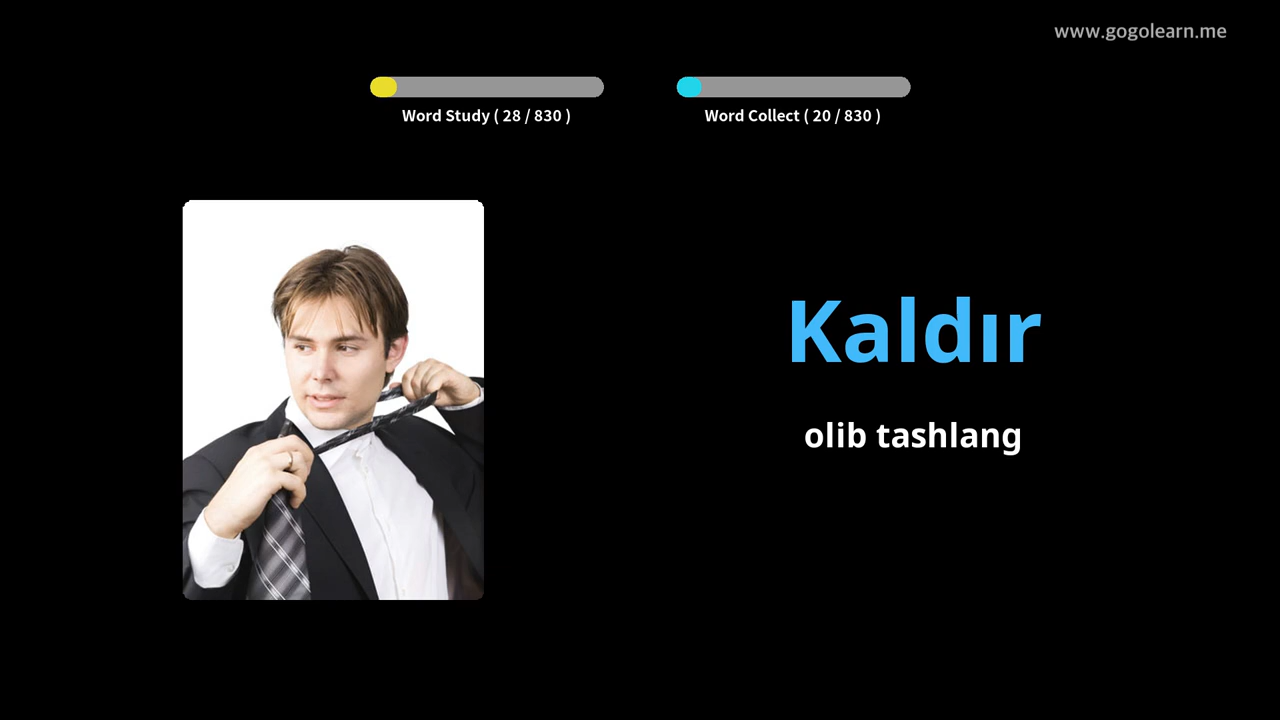 www.gogolearn.me
Word Study ( 28 / 830 )
Word Collect ( 20 / 830 )
Kaldır
olib tashlang